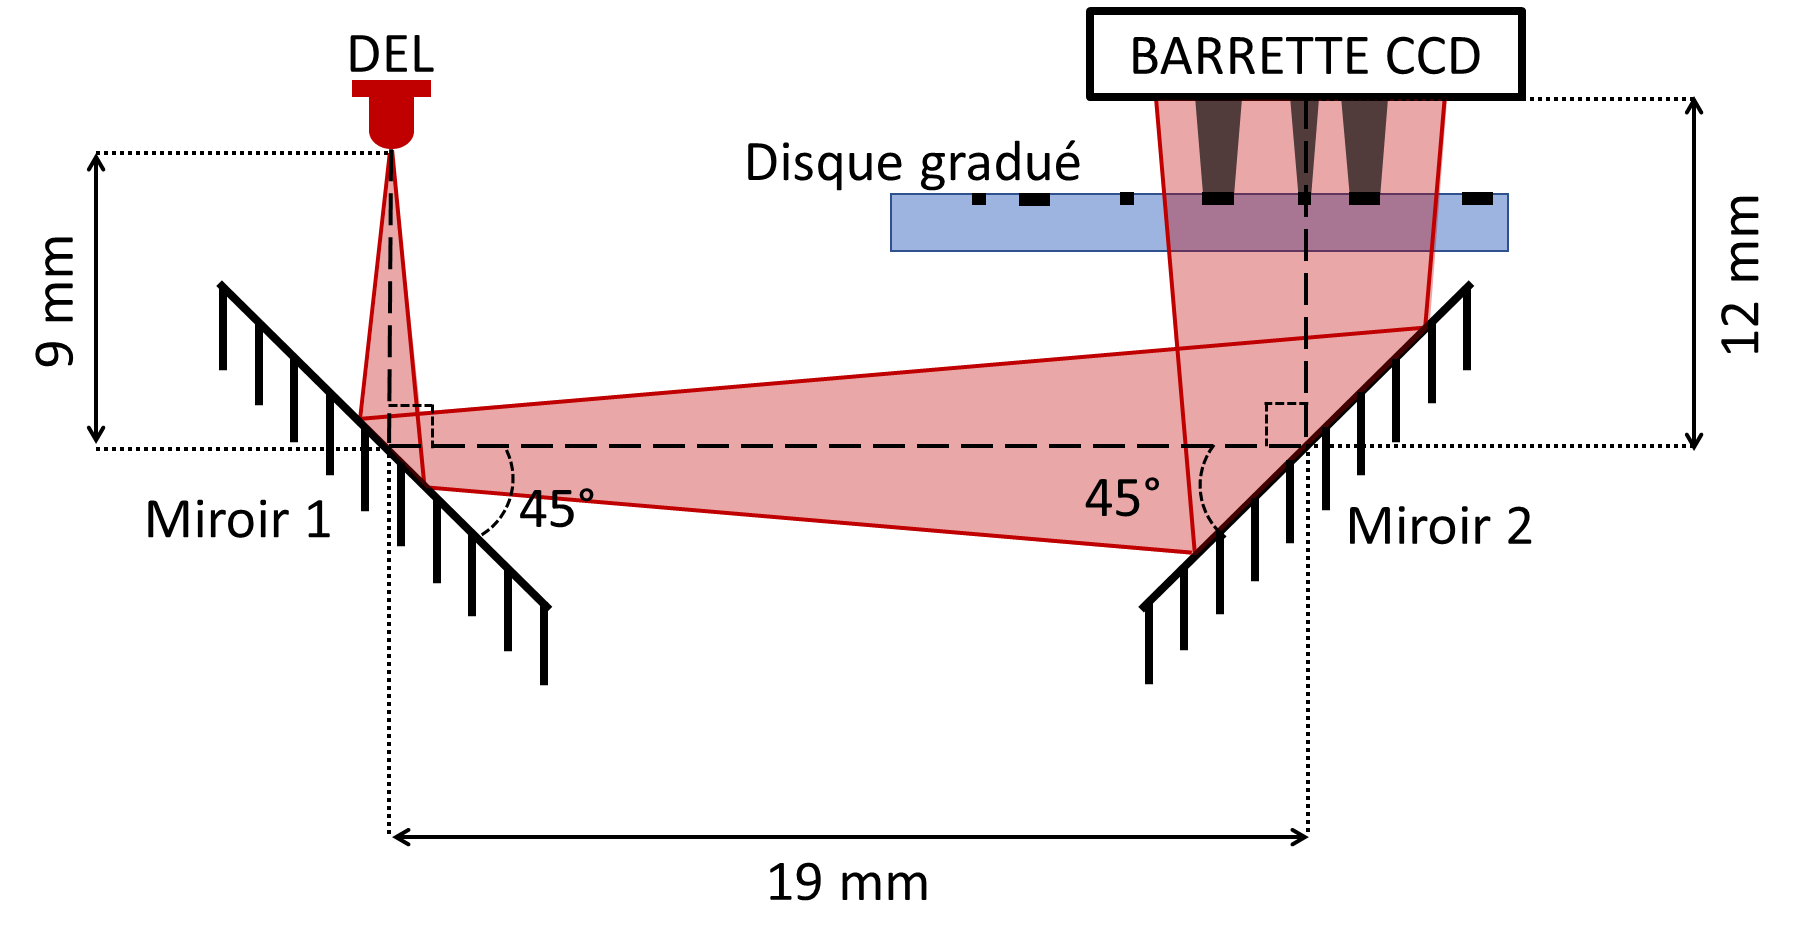 DEL
BARRETTE CCD
Disque gradué
9 mm
12 mm
45°
45°
Miroir 1
Miroir 2
19 mm